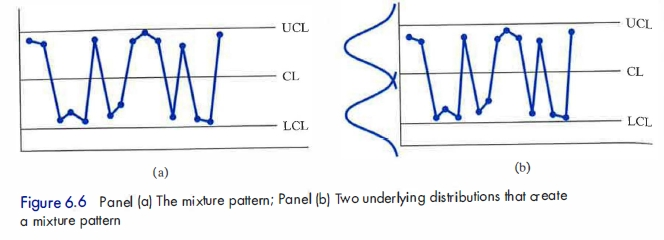 UCL
CL
LCL
(a)
UCL
CL
LCL
(b)
Figure 6.6 Panel (a) The mixture pattern; Panel (b) Two underlying distributions that create
a mixture pattern